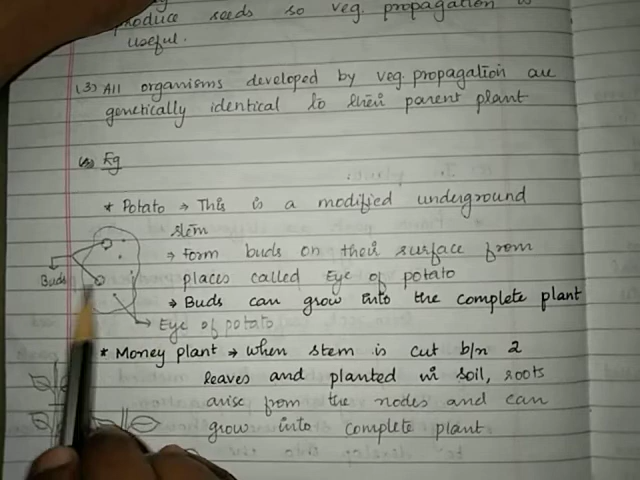 produce seeds so veg. propagation is
useful.
(3) All organisms developed by veg. propagation are
genetically identical to their parent plant
Eg
* Potato → This is a modified underground
stem
→ form buds on their surface from
places called Eye of potato
Buds
→ Buds can grow into the complete plant
→ Eye of potato
* Money plant → when stem is cut b/n 2
leaves and planted in soil, roots
arise from the nodes and can
grow into complete plant